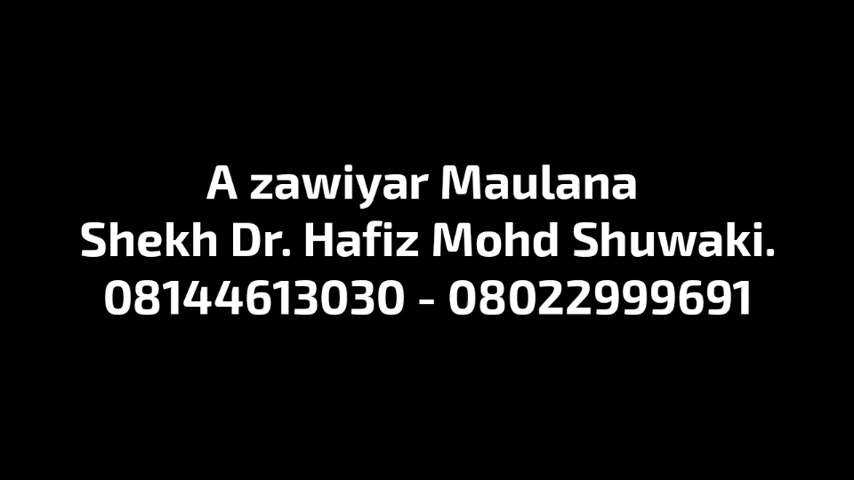 A zawiyar Maulana
Shekh Dr. Hafiz Mohd Shuwaki.
08144613030 - 08022999691